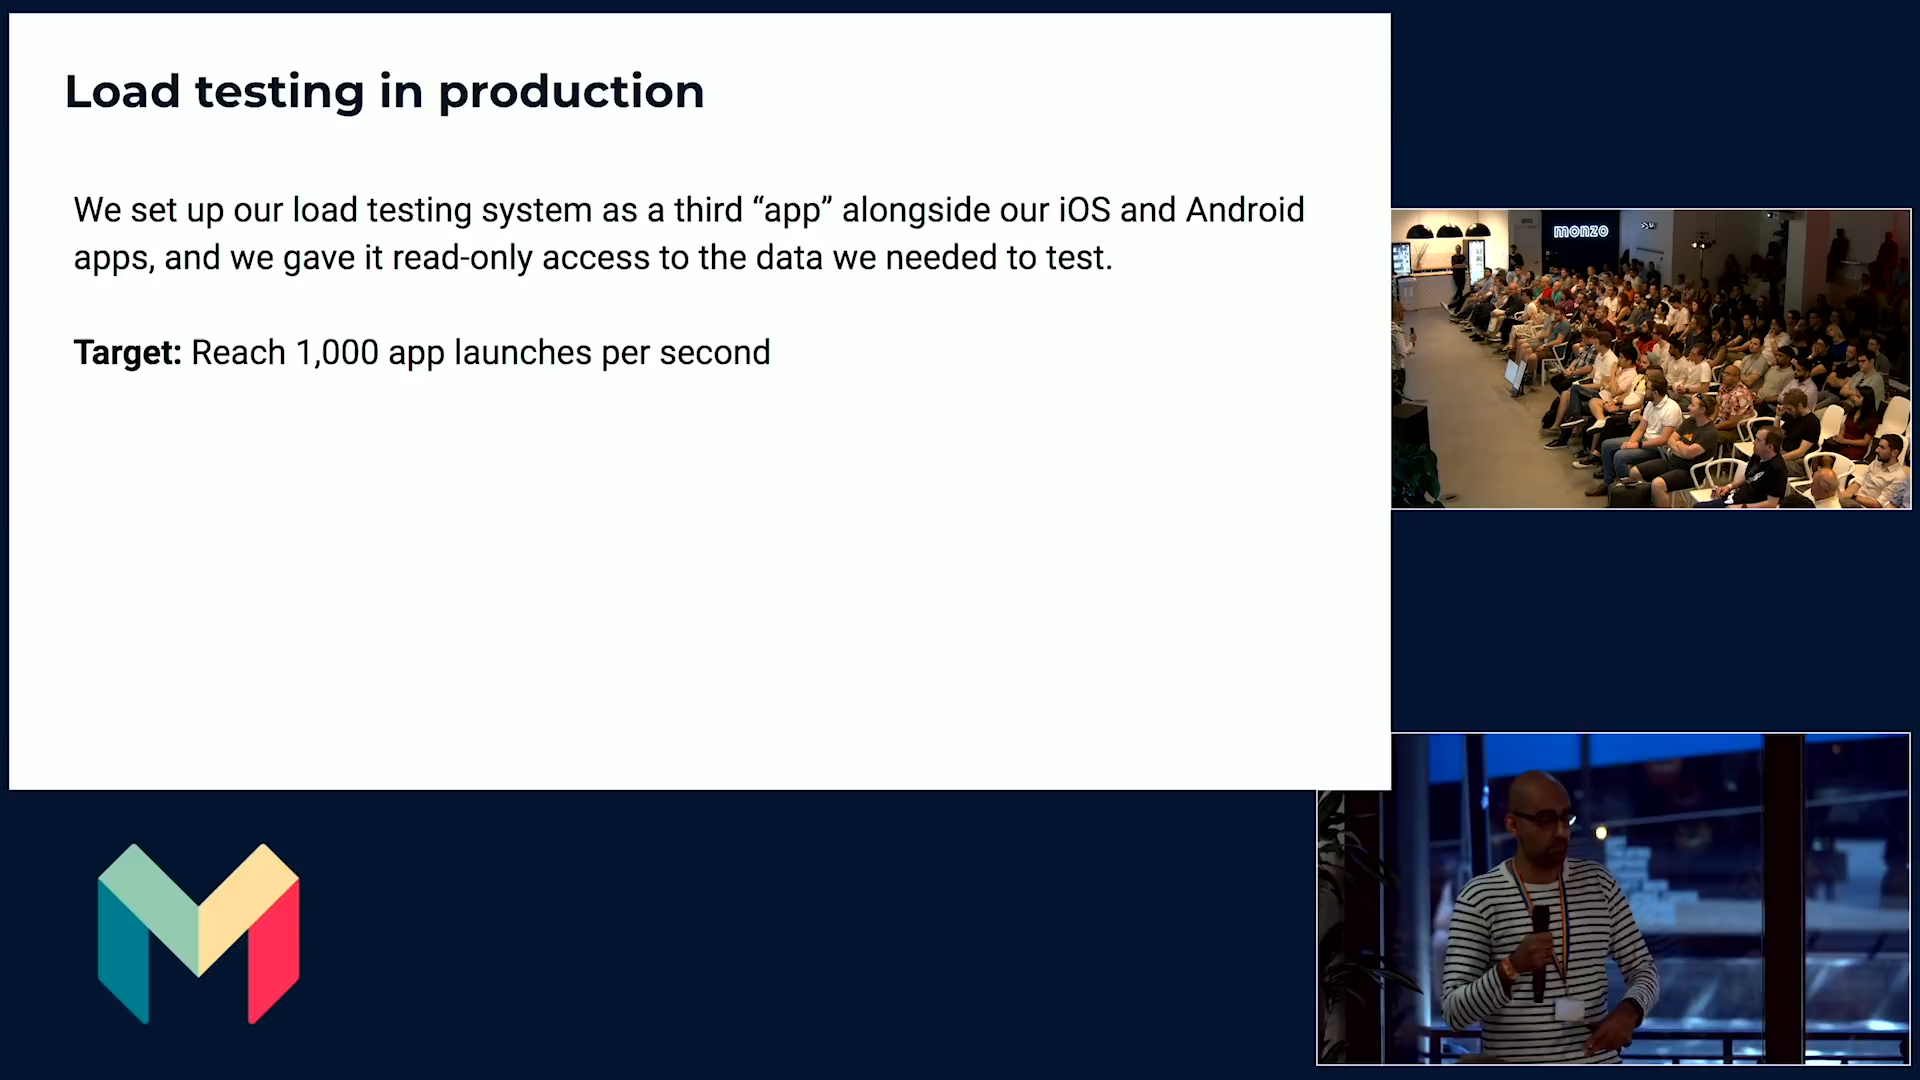 Load testing in production
We set up our load testing system as a third “app” alongside our iOS and Android
apps, and we gave it read-only access to the data we needed to test.
Target: Reach 1,000 app launches per second
monzo